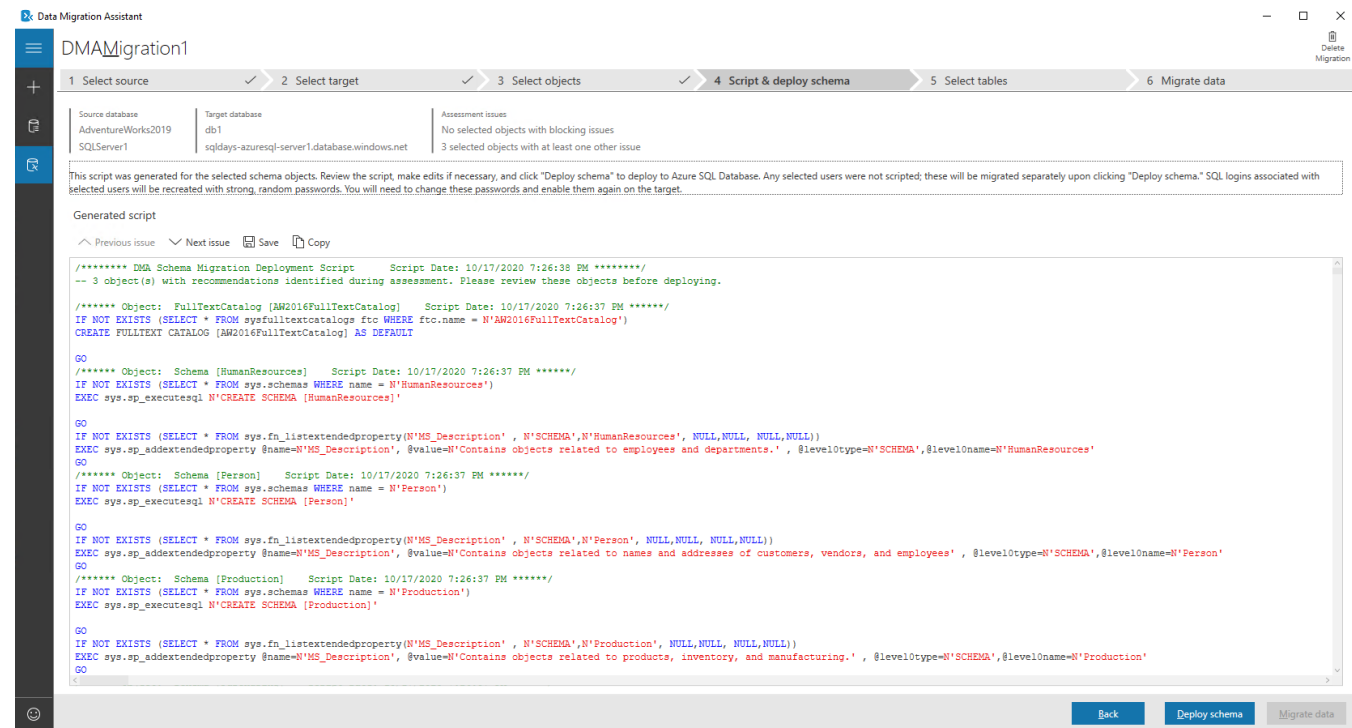 Data Migration Assistant
DMAMigration1
Delete
Migration
1 Select source
2 Select target
3 Select objects
4 Script & deploy schema
5 Select tables
6 Migrate data
Source database
AdventureWorks2019
SQLServer1
Target database
db1
sqldays-azuresql-server1.database.windows.net
Assessment issues
No selected objects with blocking issues
3 selected objects with at least one other issue
This script was generated for the selected schema objects. Review the script, make edits if necessary, and click "Deploy schema" to deploy to Azure SQL Database. Any selected users were not scripted; these will be migrated separately upon clicking "Deploy schema." SQL logins associated with
selected users will be recreated with strong, random passwords. You will need to change these passwords and enable them again on the target.
Generated script
Previous issue Next issue Save Copy
/******** DMA Schema Migration Deployment Script Script Date: 10/17/2020 7:26:38 PM ********/
-- 3 object(s) with recommendations identified during assessment. Please review these objects before deploying.
/****** Object: FullTextCatalog [AW2016FullTextCatalog] Script Date: 10/17/2020 7:26:37 PM ******/
IF NOT EXISTS (SELECT * FROM sysfulltextcatalogs ftc WHERE ftc.name = N'AW2016FullTextCatalog')
CREATE FULLTEXT CATALOG [AW2016FullTextCatalog] AS DEFAULT
GO
/****** Object: Schema [HumanResources] Script Date: 10/17/2020 7:26:37 PM ******/
IF NOT EXISTS (SELECT * FROM sys.schemas WHERE name = N'HumanResources')
EXEC sys.sp_executesql N'CREATE SCHEMA [HumanResources]'
GO
IF NOT EXISTS (SELECT * FROM sys.fn_listextendedproperty(N'MS_Description' , N'SCHEMA',N'HumanResources', NULL,NULL, NULL,NULL))
EXEC sys.sp_addextendedproperty @name=N'MS_Description', @value=N'Contains objects related to employees and departments.' , @level0type=N'SCHEMA',@level0name=N'HumanResources'
GO
/****** Object: Schema [Person] Script Date: 10/17/2020 7:26:37 PM ******/
IF NOT EXISTS (SELECT * FROM sys.schemas WHERE name = N'Person')
EXEC sys.sp_executesql N'CREATE SCHEMA [Person]'
GO
IF NOT EXISTS (SELECT * FROM sys.fn_listextendedproperty(N'MS_Description' , N'SCHEMA',N'Person', NULL,NULL, NULL,NULL))
EXEC sys.sp_addextendedproperty @name=N'MS_Description', @value=N'Contains objects related to names and addresses of customers, vendors, and employees' , @level0type=N'SCHEMA',@level0name=N'Person'
GO
/****** Object: Schema [Production] Script Date: 10/17/2020 7:26:37 PM ******/
IF NOT EXISTS (SELECT * FROM sys.schemas WHERE name = N'Production')
EXEC sys.sp_executesql N'CREATE SCHEMA [Production]'
GO
IF NOT EXISTS (SELECT * FROM sys.fn_listextendedproperty(N'MS_Description' , N'SCHEMA',N'Production', NULL,NULL, NULL,NULL))
EXEC sys.sp_addextendedproperty @name=N'MS_Description', @value=N'Contains objects related to products, inventory, and manufacturing.' , @level0type=N'SCHEMA',@level0name=N'Production'
GO
Back
Deploy schema
Migrate data